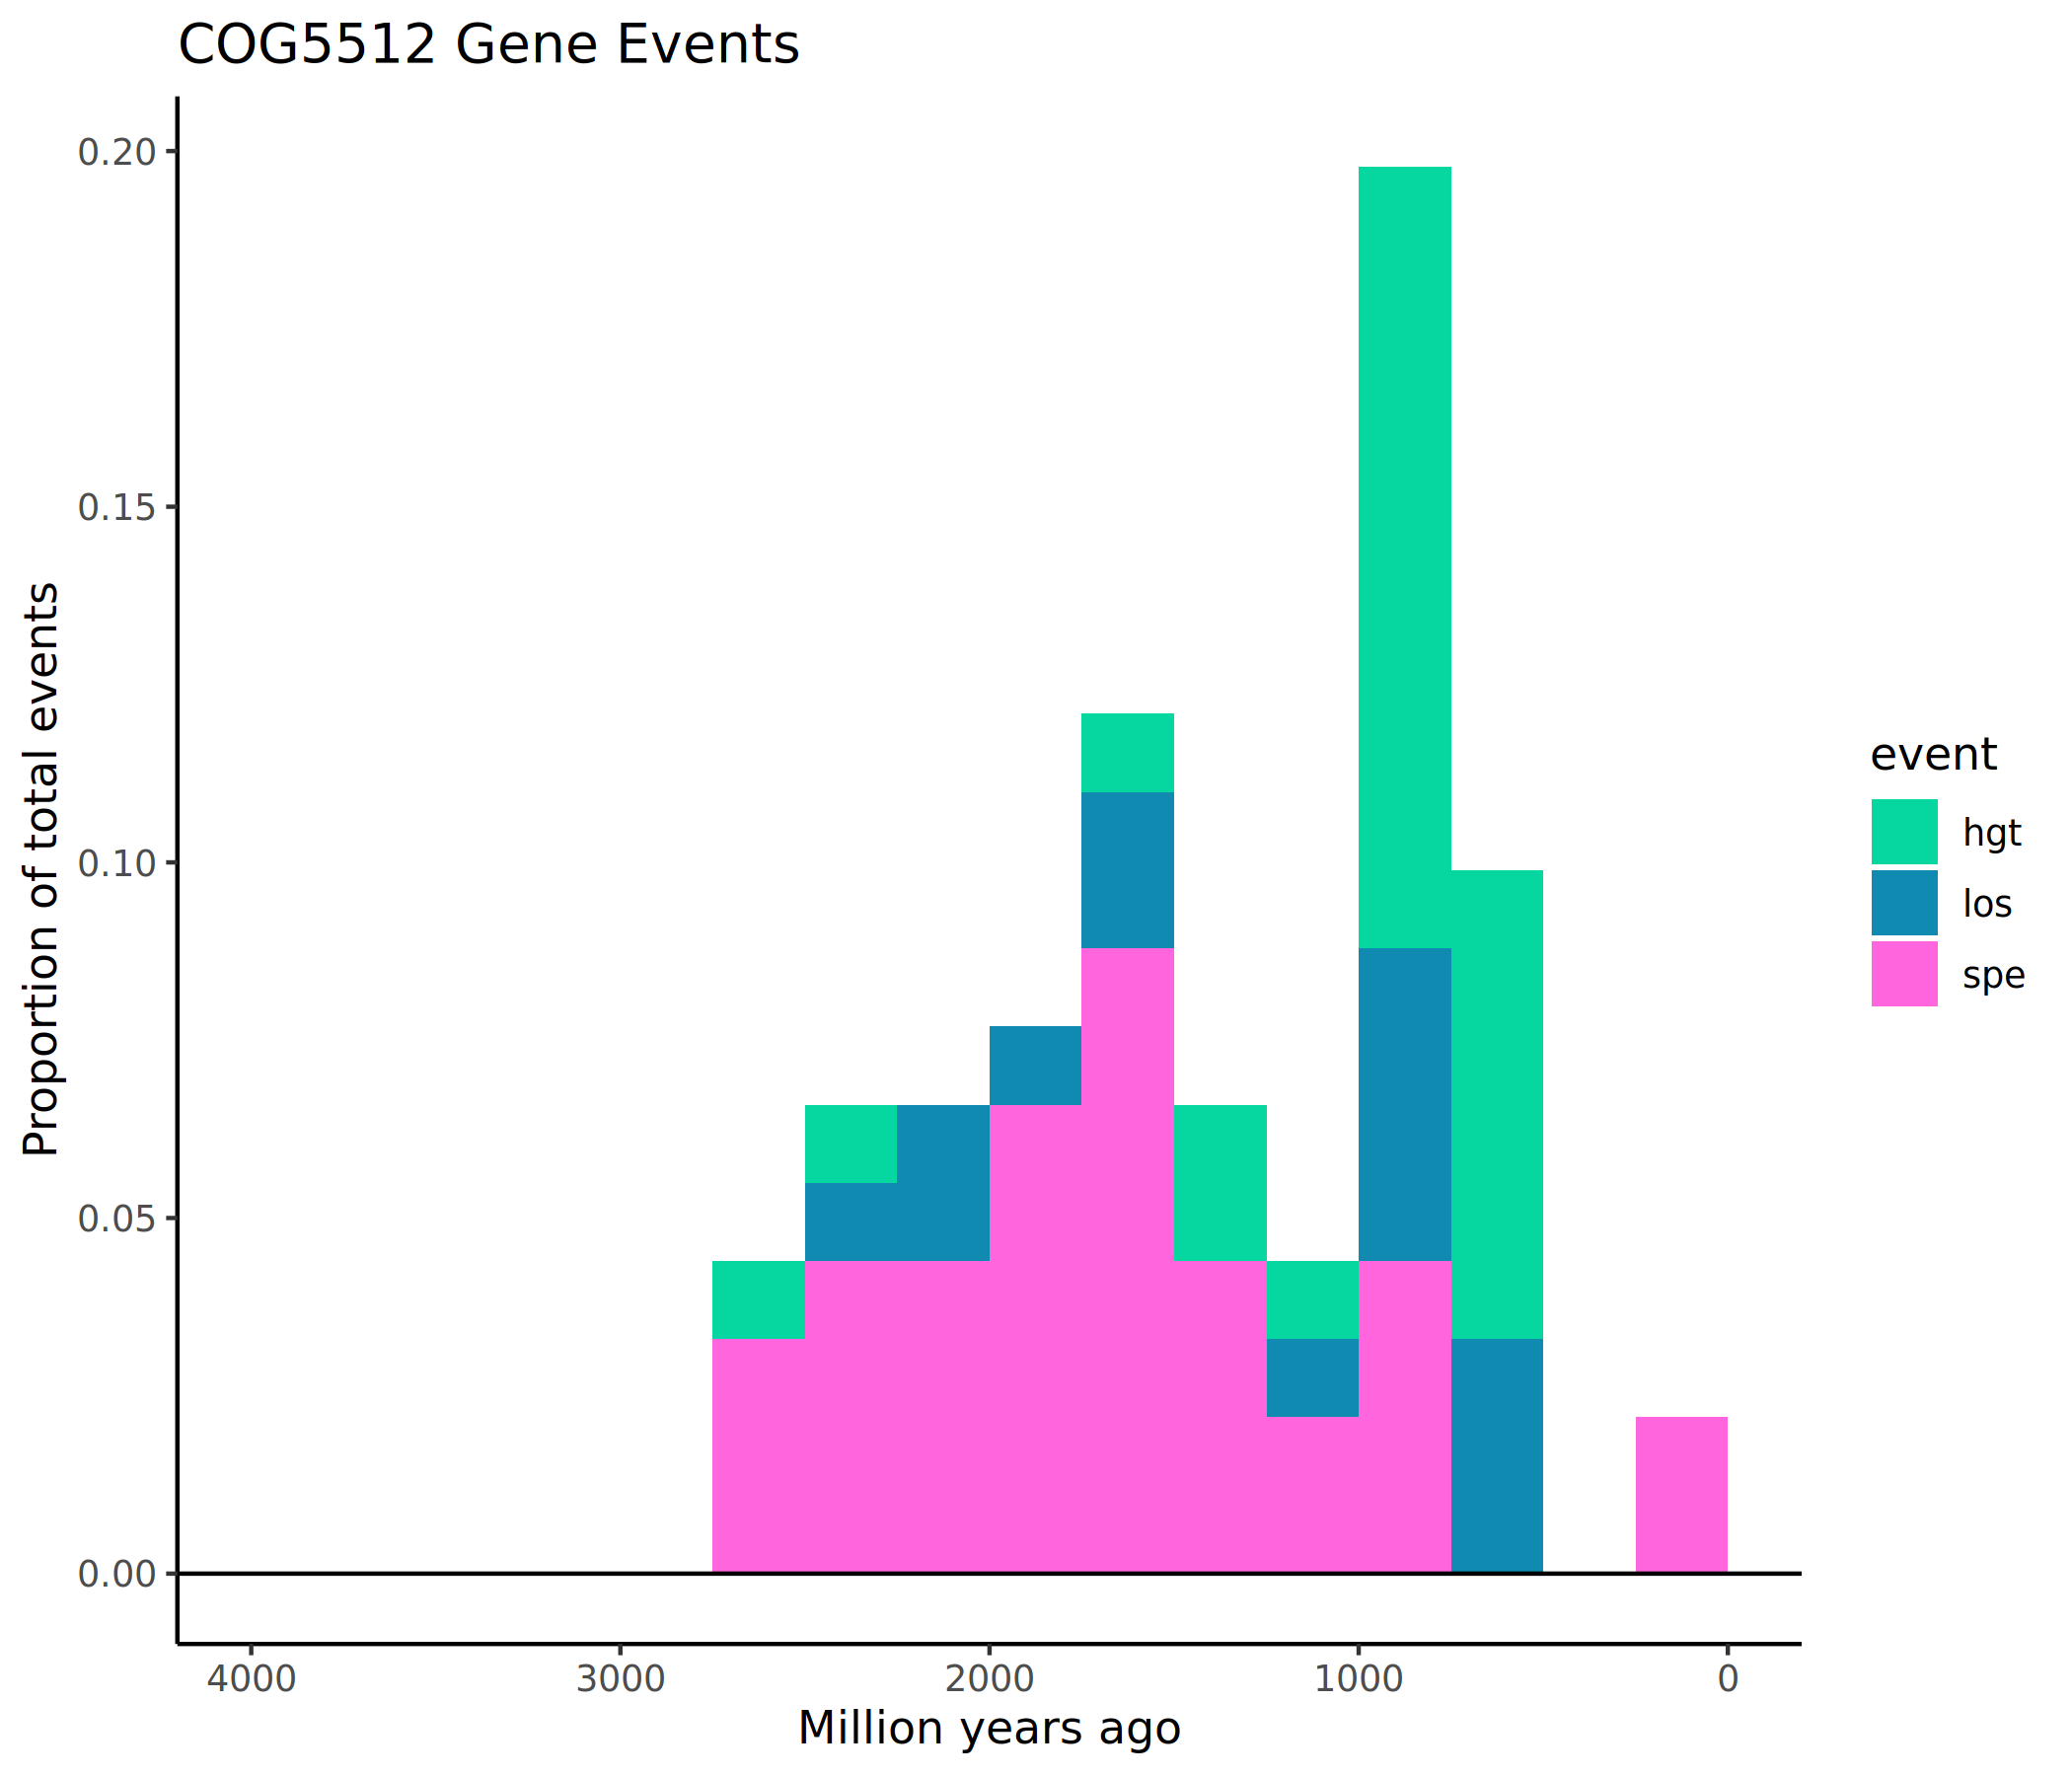 COG5512 Gene Events
Proportion of total events
0.20
0.15
0.10
0.05
0.00
4000 3000 2000 1000 0
Million years ago
event
hgt
los
spe